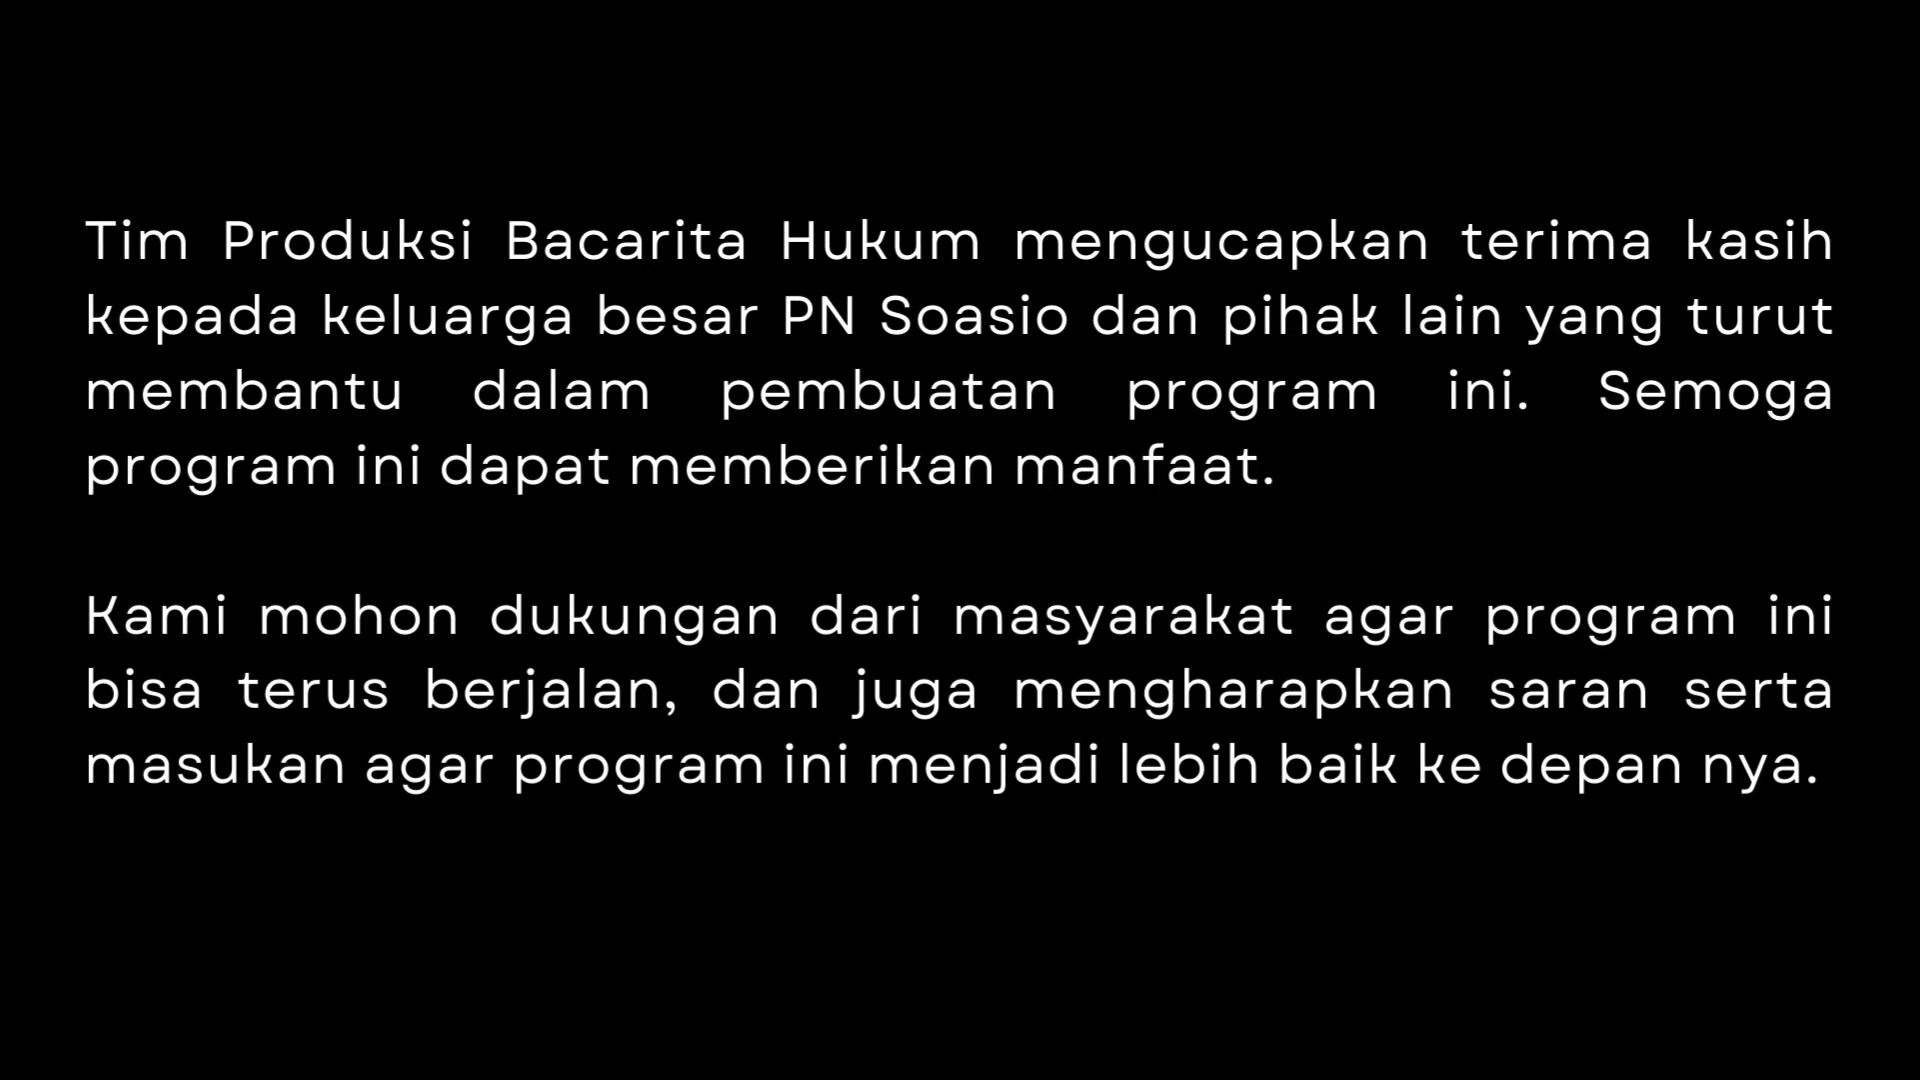 Tim Produksi Bacarita Hukum mengucapkan terima kasih
kepada keluarga besar PN Soasio dan pihak lain yang turut
membantu dalam pembuatan program ini. Semoga
program ini dapat memberikan manfaat.
Kami mohon dukungan dari masyarakat agar program ini
bisa terus berjalan, dan juga mengharapkan saran serta
masukan agar program ini menjadi lebih baik ke depan nya.